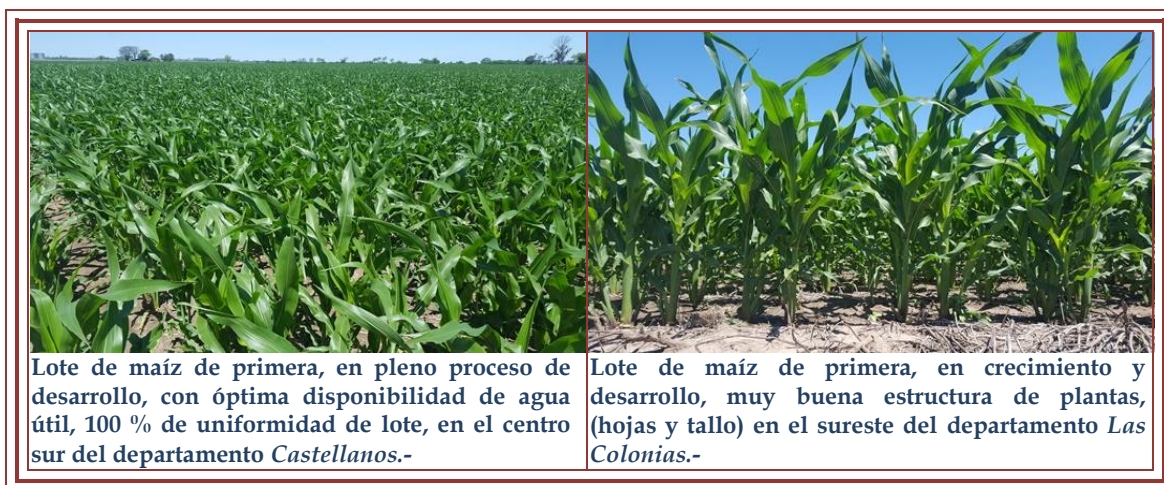 Lote de maíz de primera, en pleno proceso de
desarrollo, con óptima disponibilidad de agua
útil, 100 % de uniformidad de lote, en el centro
sur del departamento Castellanos.-
Lote de maíz de primera, en crecimiento y
desarrollo, muy buena estructura de plantas,
(hojas y tallo) en el sureste del departamento Las
Colonias.-